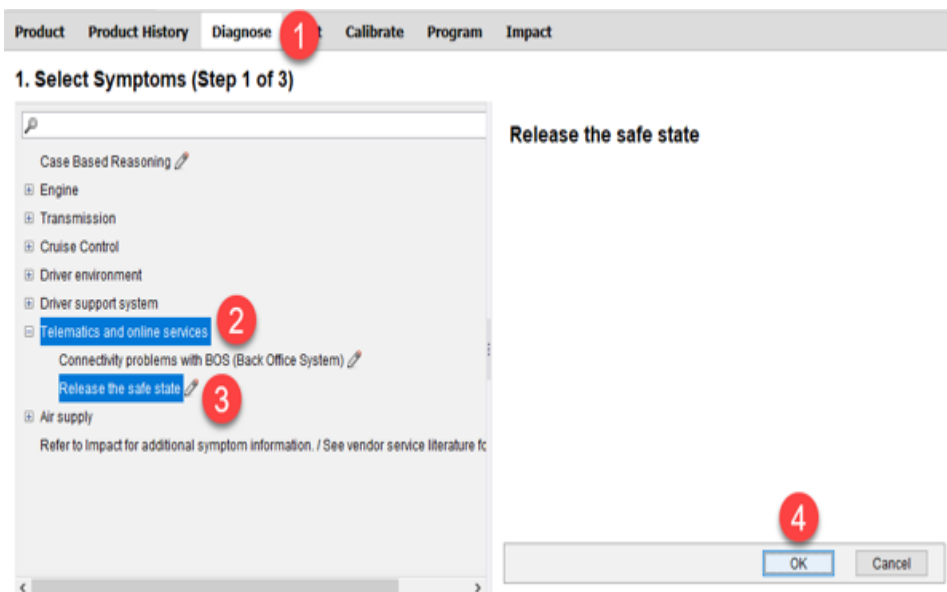 Product Product History Diagnose 1 t Calibrate Program Impact
1. Select Symptoms (Step 1 of 3)
Release the safe state
Case Based Reasoning
Engine
Transmission
Cruise Control
Driver environment
Driver support system
Telematics and online services 2
Connectivity problems with BOS (Back Office System)
Release the safe state 3
Air supply
Refer to Impact for additional symptom information. / See vendor service literature fo
4
OK Cancel